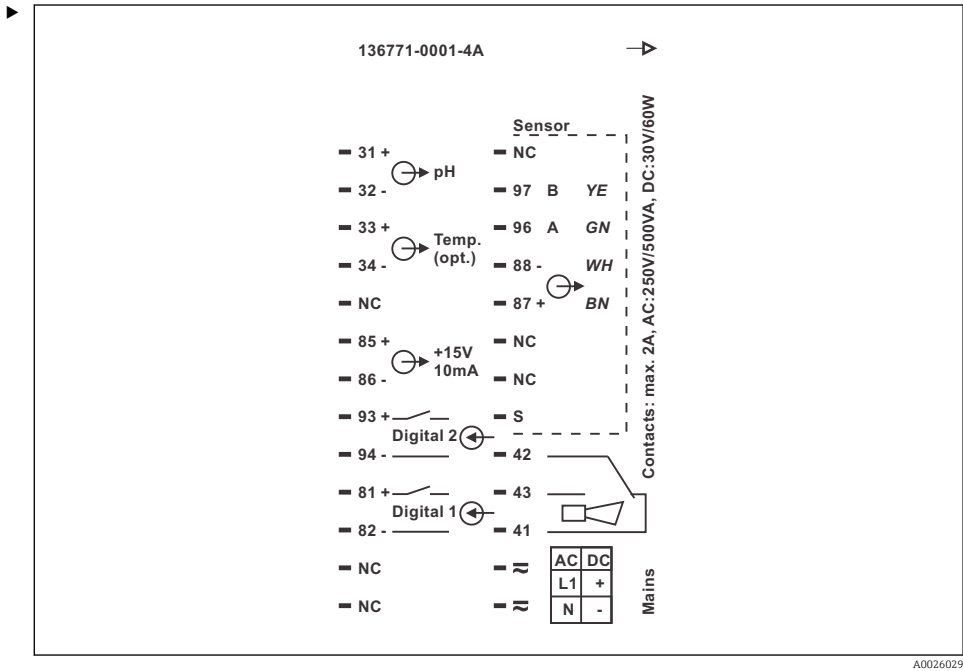 136771-0001-4A
Sensor
31 +
pH
32 -
33 +
Temp.
(opt.)
34 -
NC
85 +
+15V
10mA
86 -
93 +
Digital 2
94 -
81 +
Digital 1
82 -
NC
NC
NC
97 B YE
96 A GN
88 - WH
87 + BN
NC
NC
S
42
43
41
AC DC
L1 +
N -
Contacts: max. 2A, AC:250V/500VA, DC:30V/60W
Mains
A0026029